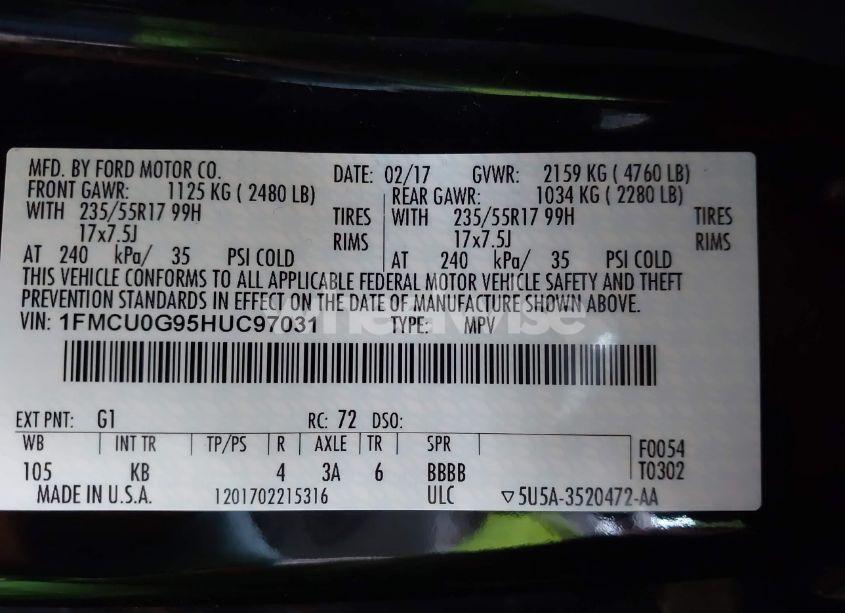 MFD. BY FORD MOTOR CO. DATE: 02/17 GVWR: 2159 KG ( 4760 LB)
FRONT GAWR: 1125 KG ( 2480 LB) REAR GAWR: 1034 KG ( 2280 LB)
WITH 235/55R17 99H TIRES WITH 235/55R17 99H TIRES
17x7.5J RIMS 17x7.5J RIMS
AT 240 kPa/ 35 PSI COLD AT 240 kPa/ 35 PSI COLD
THIS VEHICLE CONFORMS TO ALL APPLICABLE FEDERAL MOTOR VEHICLE SAFETY AND THEFT
PREVENTION STANDARDS IN EFFECT ON THE DATE OF MANUFACTURE SHOWN ABOVE.
VIN: 1FMCU0G95HUC97031 TYPE: MPV
EXT PNT: G1 RC: 72 DSO:
WB INT TR TP/PS R AXLE TR SPR F0054
105 KB 4 3A 6 BBBB T0302
MADE IN U.S.A. 1201702215316 ULC ▽5U5A-3520472-AA